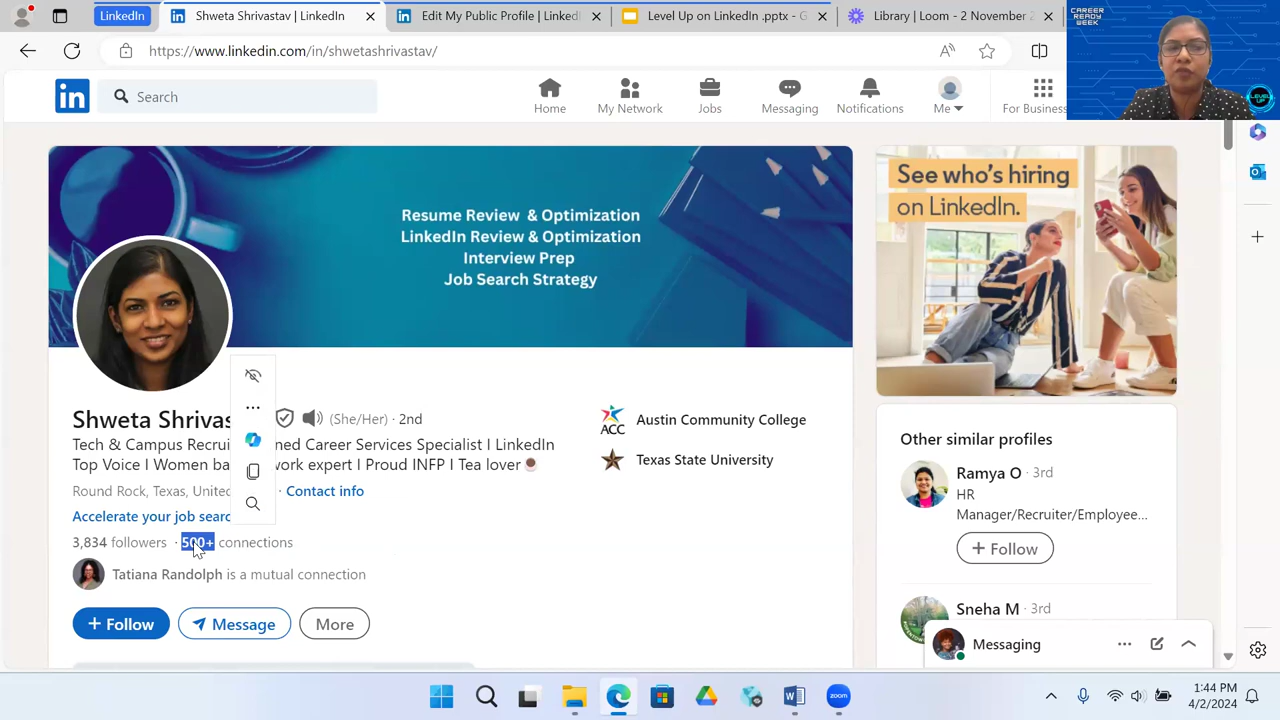 LinkedIn
Shweta Shrivastav | LinkedIn
Edit My Public Profile | LinkedI
Level Up on LinkedIn .pptx - G
Library | Loom - 2 November 2
https://www.linkedin.com/in/shwetashrivastav/
CAREER
READY
WEEK
LEVEL UP
in
Search
Home
My Network
Jobs
Messaging
Notifications
Me
For Business
Resume Review & Optimization
LinkedIn Review & Optimization
Interview Prep
Job Search Strategy
See who's hiring
on LinkedIn.
Shweta Shrivas
(She/Her) · 2nd
Tech & Campus Recrui ned Career Services Specialist I LinkedIn
Top Voice I Women ba work expert I Proud INFP I Tea lover
Round Rock, Texas, Unite · Contact info
Accelerate your job searc
3,834 followers · 500+ connections
Tatiana Randolph is a mutual connection
+ Follow
Message
More
ACC
Austin Community College
Texas State University
Other similar profiles
Ramya O · 3rd
HR
Manager/Recruiter/Employee...
+ Follow
Sneha M · 3rd
Messaging
zoom
1:44 PM
4/2/2024